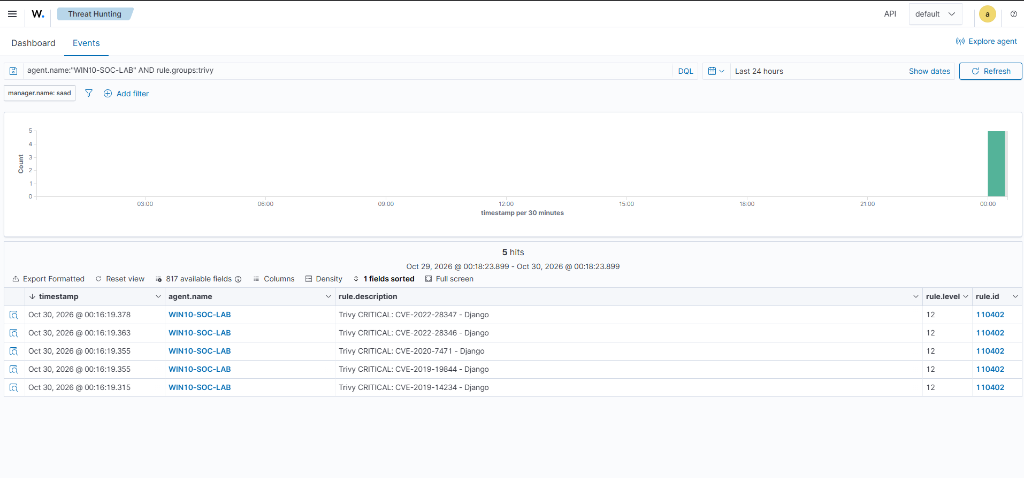 W. Threat Hunting API default a
Dashboard Events Explore agent
agent.name:"WIN10-SOC-LAB" AND rule.groups:trivy DQL Last 24 hours Show dates Refresh
manager.name: saad Add filter
5
4
3
2
1
0
Count
03:00 06:00 09:00 12:00 15:00 18:00 21:00 00:00
timestamp per 30 minutes
5 hits
Oct 29, 2026 @ 00:18:23.899 - Oct 30, 2026 @ 00:18:23.899
Export Formatted Reset view 817 available fields Columns Density 1 fields sorted Full screen
timestamp agent.name rule.description rule.level rule.id
Oct 30, 2026 @ 00:16:19.378 WIN10-SOC-LAB Trivy CRITICAL: CVE-2022-28347 - Django 12 110402
Oct 30, 2026 @ 00:16:19.363 WIN10-SOC-LAB Trivy CRITICAL: CVE-2022-28346 - Django 12 110402
Oct 30, 2026 @ 00:16:19.355 WIN10-SOC-LAB Trivy CRITICAL: CVE-2020-7471 - Django 12 110402
Oct 30, 2026 @ 00:16:19.355 WIN10-SOC-LAB Trivy CRITICAL: CVE-2019-19844 - Django 12 110402
Oct 30, 2026 @ 00:16:19.315 WIN10-SOC-LAB Trivy CRITICAL: CVE-2019-14234 - Django 12 110402